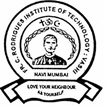 FR. C. RODRIGUES INSTITUTE OF TECHNOLOGY, VASHI
NAVI MUMBAI
LOVE YOUR NEIGHBOUR
AS YOURSELF